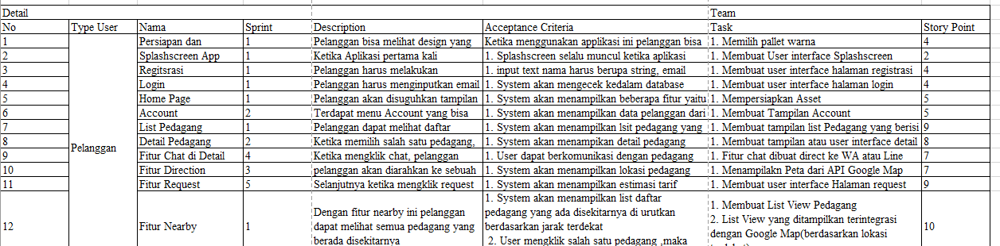 Detail Team
No Type User Nama Sprint Description Acceptance Criteria Task Story Point
1 Persiapan dan 1 Pelanggan bisa melihat design yang Ketika menggunakan applikasi ini pelanggan bisa 1. Memilih pallet warna 4
2 Splashscreen App 1 Ketika Aplikasi pertama kali 1. Splashscreen selalu muncul ketika aplikasi 1. Membuat User interface Splashscreen 2
3 Regitsrasi 1 Pelanggan harus melakukan 1. input text nama harus berupa string, email 1. Membuat user interface halaman registrasi 4
4 Login 1 Pelanggan harus menginputkan email 1. System akan mengecek kedalam database 1. Membuat user interface halaman login 4
5 Home Page 1 Pelanggan akan disuguhkan tampilan 1. System akan menampilkan beberapa fitur yaitu 1. Mempersiapkan Asset 5
6 Account 2 Terdapat menu Account yang bisa 1. System akan menampilkan data pelanggan dari 1. Membuat Tampilan Account 5
7 List Pedagang 1 Pelanggan dapat melihat daftar 1. System akan menampilkan lsit pedagang yang 1. Membuat tampilan list Pedagang yang berisi 9
Pelanggan
8 Detail Pedagang 2 Ketika memilih salah satu pedagang, 1. System akan menampikan detail pedagang 1. Membuat tampilan atau user interface detail 8
9 Fitur Chat di Detail 4 Ketika mengklik chat, pelanggan 1. User dapat berkomunikasi dengan pedagang 1. Fitur chat dibuat direct ke WA atau Line 7
10 Fitur Direction 3 pelanggan akan diarahkan ke sebuah 1. System akan menampilkan lokasi pedagang 1. Menampilakn Peta dari API Google Map 7
11 Fitur Request 5 Selanjutnya ketika mengklik request 1. System akan menampilkan estimasi tarif 1. Membuat user interface Halaman request 9
12 Fitur Nearby 1
Dengan fitur nearby ini pelanggan
dapat melihat semua pedagang yang
berada disekitarnya
1. System akan menampilkan list daftar
pedagang yang ada disekitarnya di urutkan
berdasarkan jarak terdekat
2. User mengklik salah satu pedagang ,maka
1. Membuat List View Pedagang
2. List View yang ditampilkan terintegrasi
dengan Google Map(berdasarkan lokasi
10